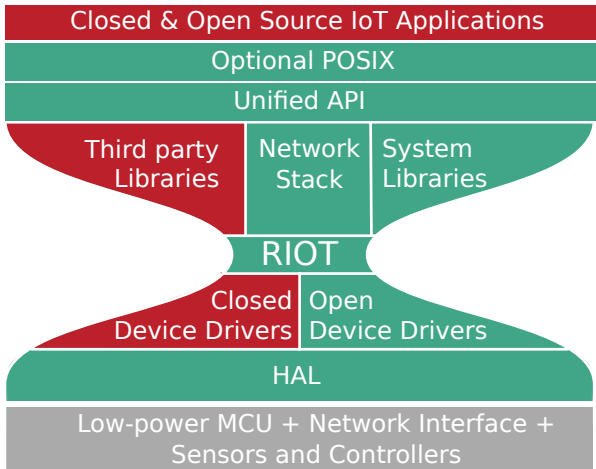 Closed & Open Source IoT Applications
Optional POSIX
Unified API
Third party
Libraries
Network
Stack
System
Libraries
RIOT
Closed
Device Drivers
Open
Device Drivers
HAL
Low-power MCU + Network Interface +
Sensors and Controllers